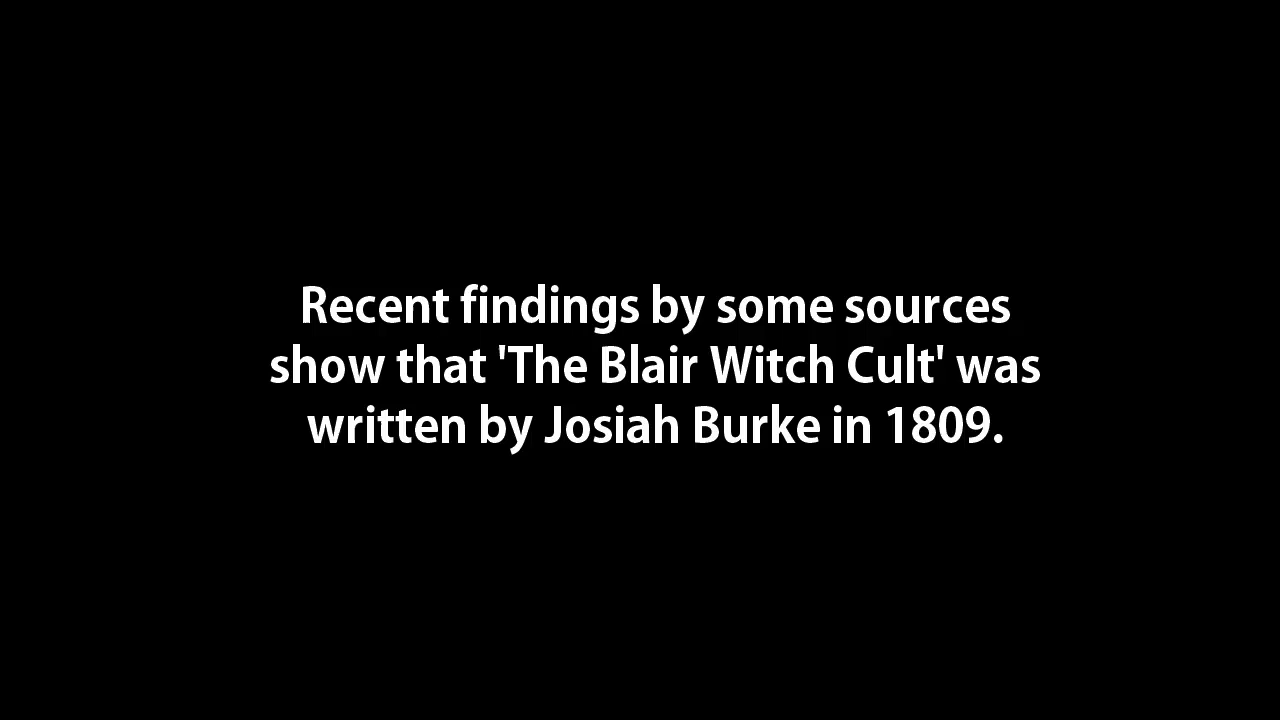 Recent findings by some sources
show that 'The Blair Witch Cult' was
written by Josiah Burke in 1809.